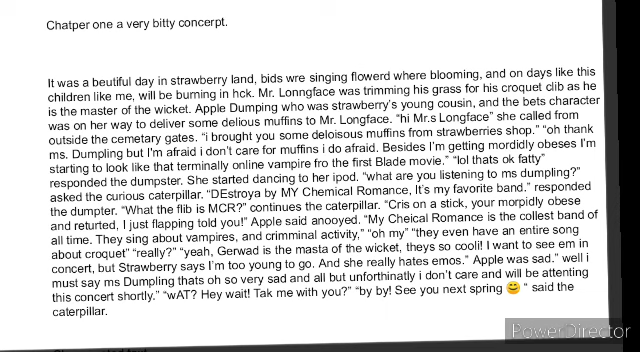 Chatper one a very bitty concerpt.
It was a beutiful day in strawberry land, bids wre singing flowerd where blooming, and on days like this
children like me, will be burning in hck. Mr. Lonngface was trimming his grass for his croquet clib as he
is the master of the wicket. Apple Dumping who was strawberry's young cousin, and the bets character
was on her way to deliver some delious muffins to Mr. Longface. “hi Mr.s Longface” she called from
outside the cemetary gates. “i brought you some deloisous muffins from strawberries shop.” “oh thank
ms. Dumpling but I'm afraid i don't care for muffins i do afraid. Besides I'm getting mordidly obeses I'm
starting to look like that terminally online vampire fro the first Blade movie.” “lol thats ok fatty”
responded the dumpster. She started dancing to her ipod. “what are you listening to ms dumpling?”
asked the curious caterpillar. “DEstroya by MY Chemical Romance, It's my favorite band.” responded
the dumpter. “What the flib is MCR?” continues the caterpillar. “Cris on a stick, your morpidly obese
and returted, I just flapping told you!” Apple said anooyed. “My Cheical Romance is the collest band of
all time. They sing about vampires, and crimminal activity,” “oh my” “they even have an entire song
about croquet” “really?” “yeah, Gerwad is the masta of the wicket, theys so cooli! I want to see em in
concert, but Strawberry says I'm too young to go. And she really hates emos.” Apple was sad.” well i
must say ms Dumpling thats oh so very sad and all but unforthinatly i don't care and will be attenting
this concert shortly.” “wAT? Hey wait! Tak me with you?” “by by! See you next spring 😄 “ said the
caterpillar.
PowerDirector